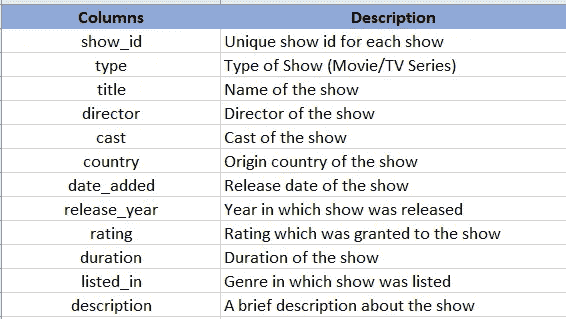 Columns Description
show_id Unique show id for each show
type Type of Show (Movie/TV Series)
title Name of the show
director Director of the show
cast Cast of the show
country Origin country of the show
date_added Release date of the show
release_year Year in which show was released
rating Rating which was granted to the show
duration Duration of the show
listed_in Genre in which show was listed
description A brief description about the show